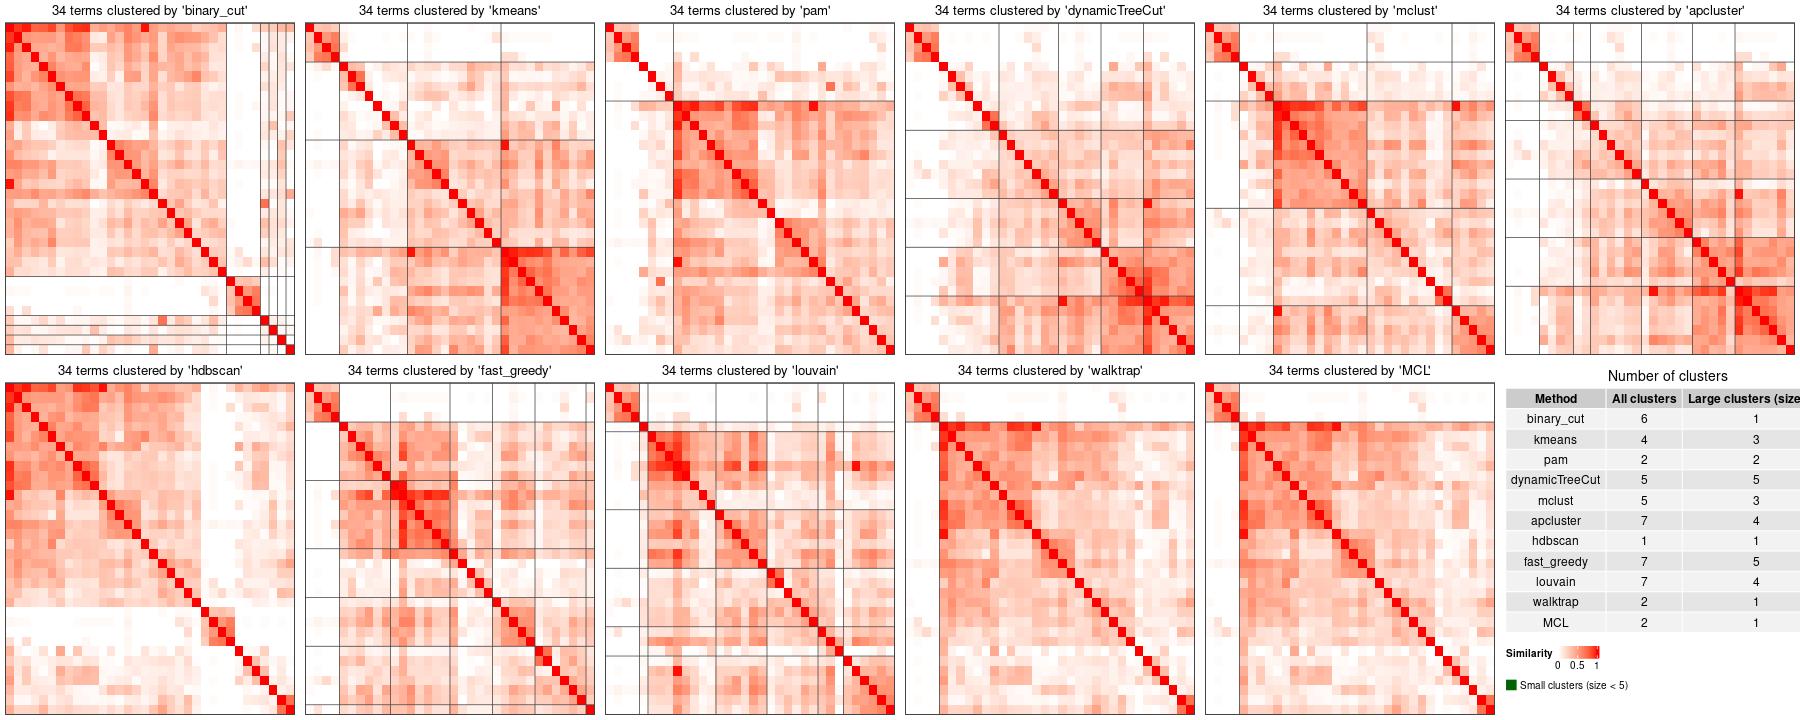 34 terms clustered by 'binary_cut'
34 terms clustered by 'kmeans'
34 terms clustered by 'pam'
34 terms clustered by 'dynamicTreeCut'
34 terms clustered by 'mclust'
34 terms clustered by 'apcluster'
34 terms clustered by 'hdbscan'
34 terms clustered by 'fast_greedy'
34 terms clustered by 'louvain'
34 terms clustered by 'walktrap'
34 terms clustered by 'MCL'
Number of clusters
Method All clusters Large clusters (size
binary_cut 6 1
kmeans 4 3
pam 2 2
dynamicTreeCut 5 5
mclust 5 3
apcluster 7 4
hdbscan 1 1
fast_greedy 7 5
louvain 7 4
walktrap 2 1
MCL 2 1
Similarity
0 0.5 1
Small clusters (size < 5)